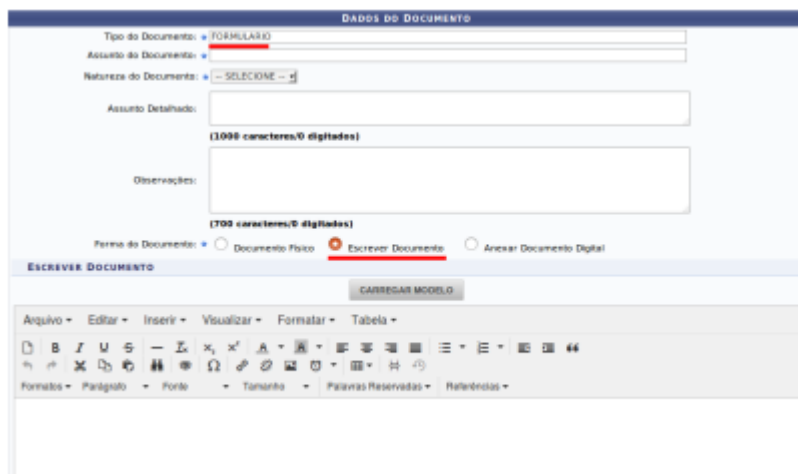 DADOS DO DOCUMENTO
Tipo do Documento: FORMULARIO
Assunto do Documento:
Natureza do Documento: -- SELECIONE --
Assunto Detalhado:
(1000 caracteres/0 digitados)
Observações:
(700 caracteres/0 digitados)
Forma do Documento: Documento Físico Escrever Documento Anexar Documento Digital
ESCREVER DOCUMENTO
CARREGAR MODELO
Arquivo Editar Inserir Visualizar Formatar Tabela
Formatos Parágrafo Fonte Tamanho Palavras Reservadas Referências